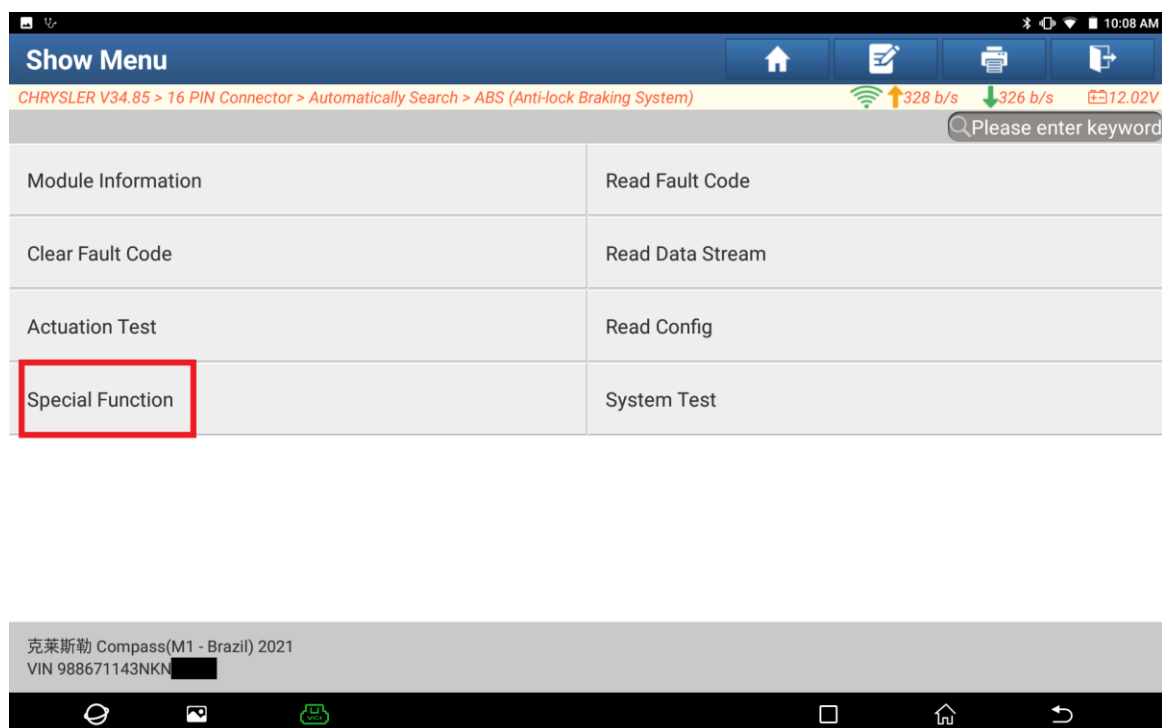 10:08 AM
Show Menu
CHRYSLER V34.85 > 16 PIN Connector > Automatically Search > ABS (Anti-lock Braking System)
328 b/s 326 b/s 12.02V
Please enter keyword
Module Information
Read Fault Code
Clear Fault Code
Read Data Stream
Actuation Test
Read Config
Special Function
System Test
克莱斯勒 Compass(M1 - Brazil) 2021
VIN 988671143NKN
VCI